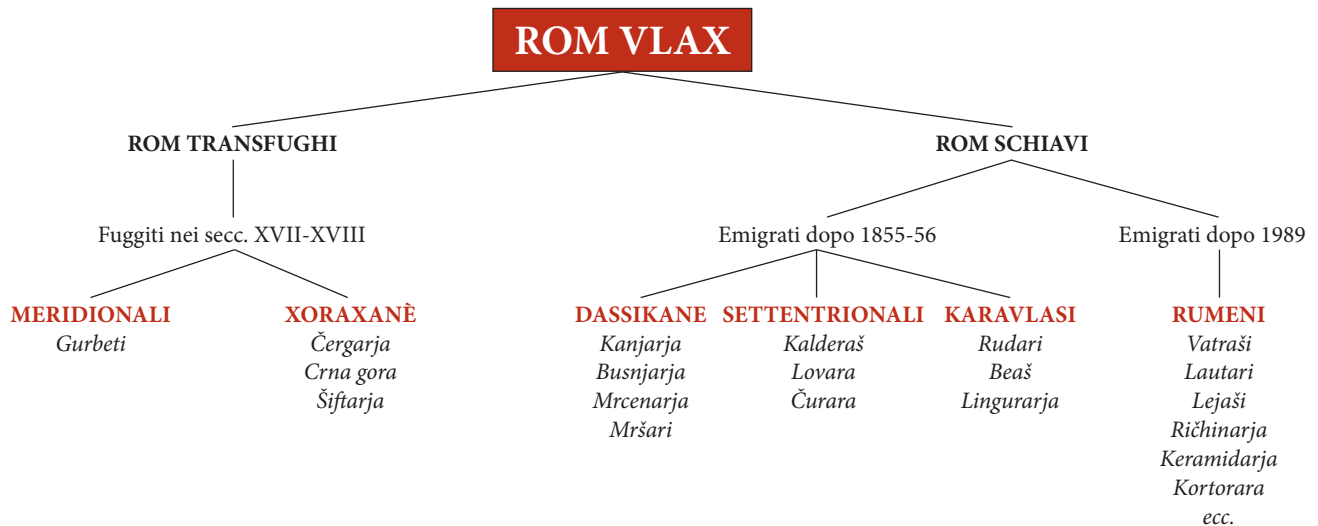 ROM VLAX
ROM TRANSFUGHI
ROM SCHIAVI
Fuggiti nei secc. XVII-XVIII
Emigrati dopo 1855-56
Emigrati dopo 1989
MERIDIONALI
Gurbeti
XORAXANÈ
Čergarja
Crna gora
Šiftarja
DASSIKANE
Kanjarja
Busnjarja
Mrcenarja
Mršari
SETTENTRIONALI
Kalderaš
Lovara
Čurara
KARAVLASI
Rudari
Beaš
Lingurarja
RUMENI
Vatraši
Lautari
Lejaši
Ričhinarja
Keramidarja
Kortorara
ecc.